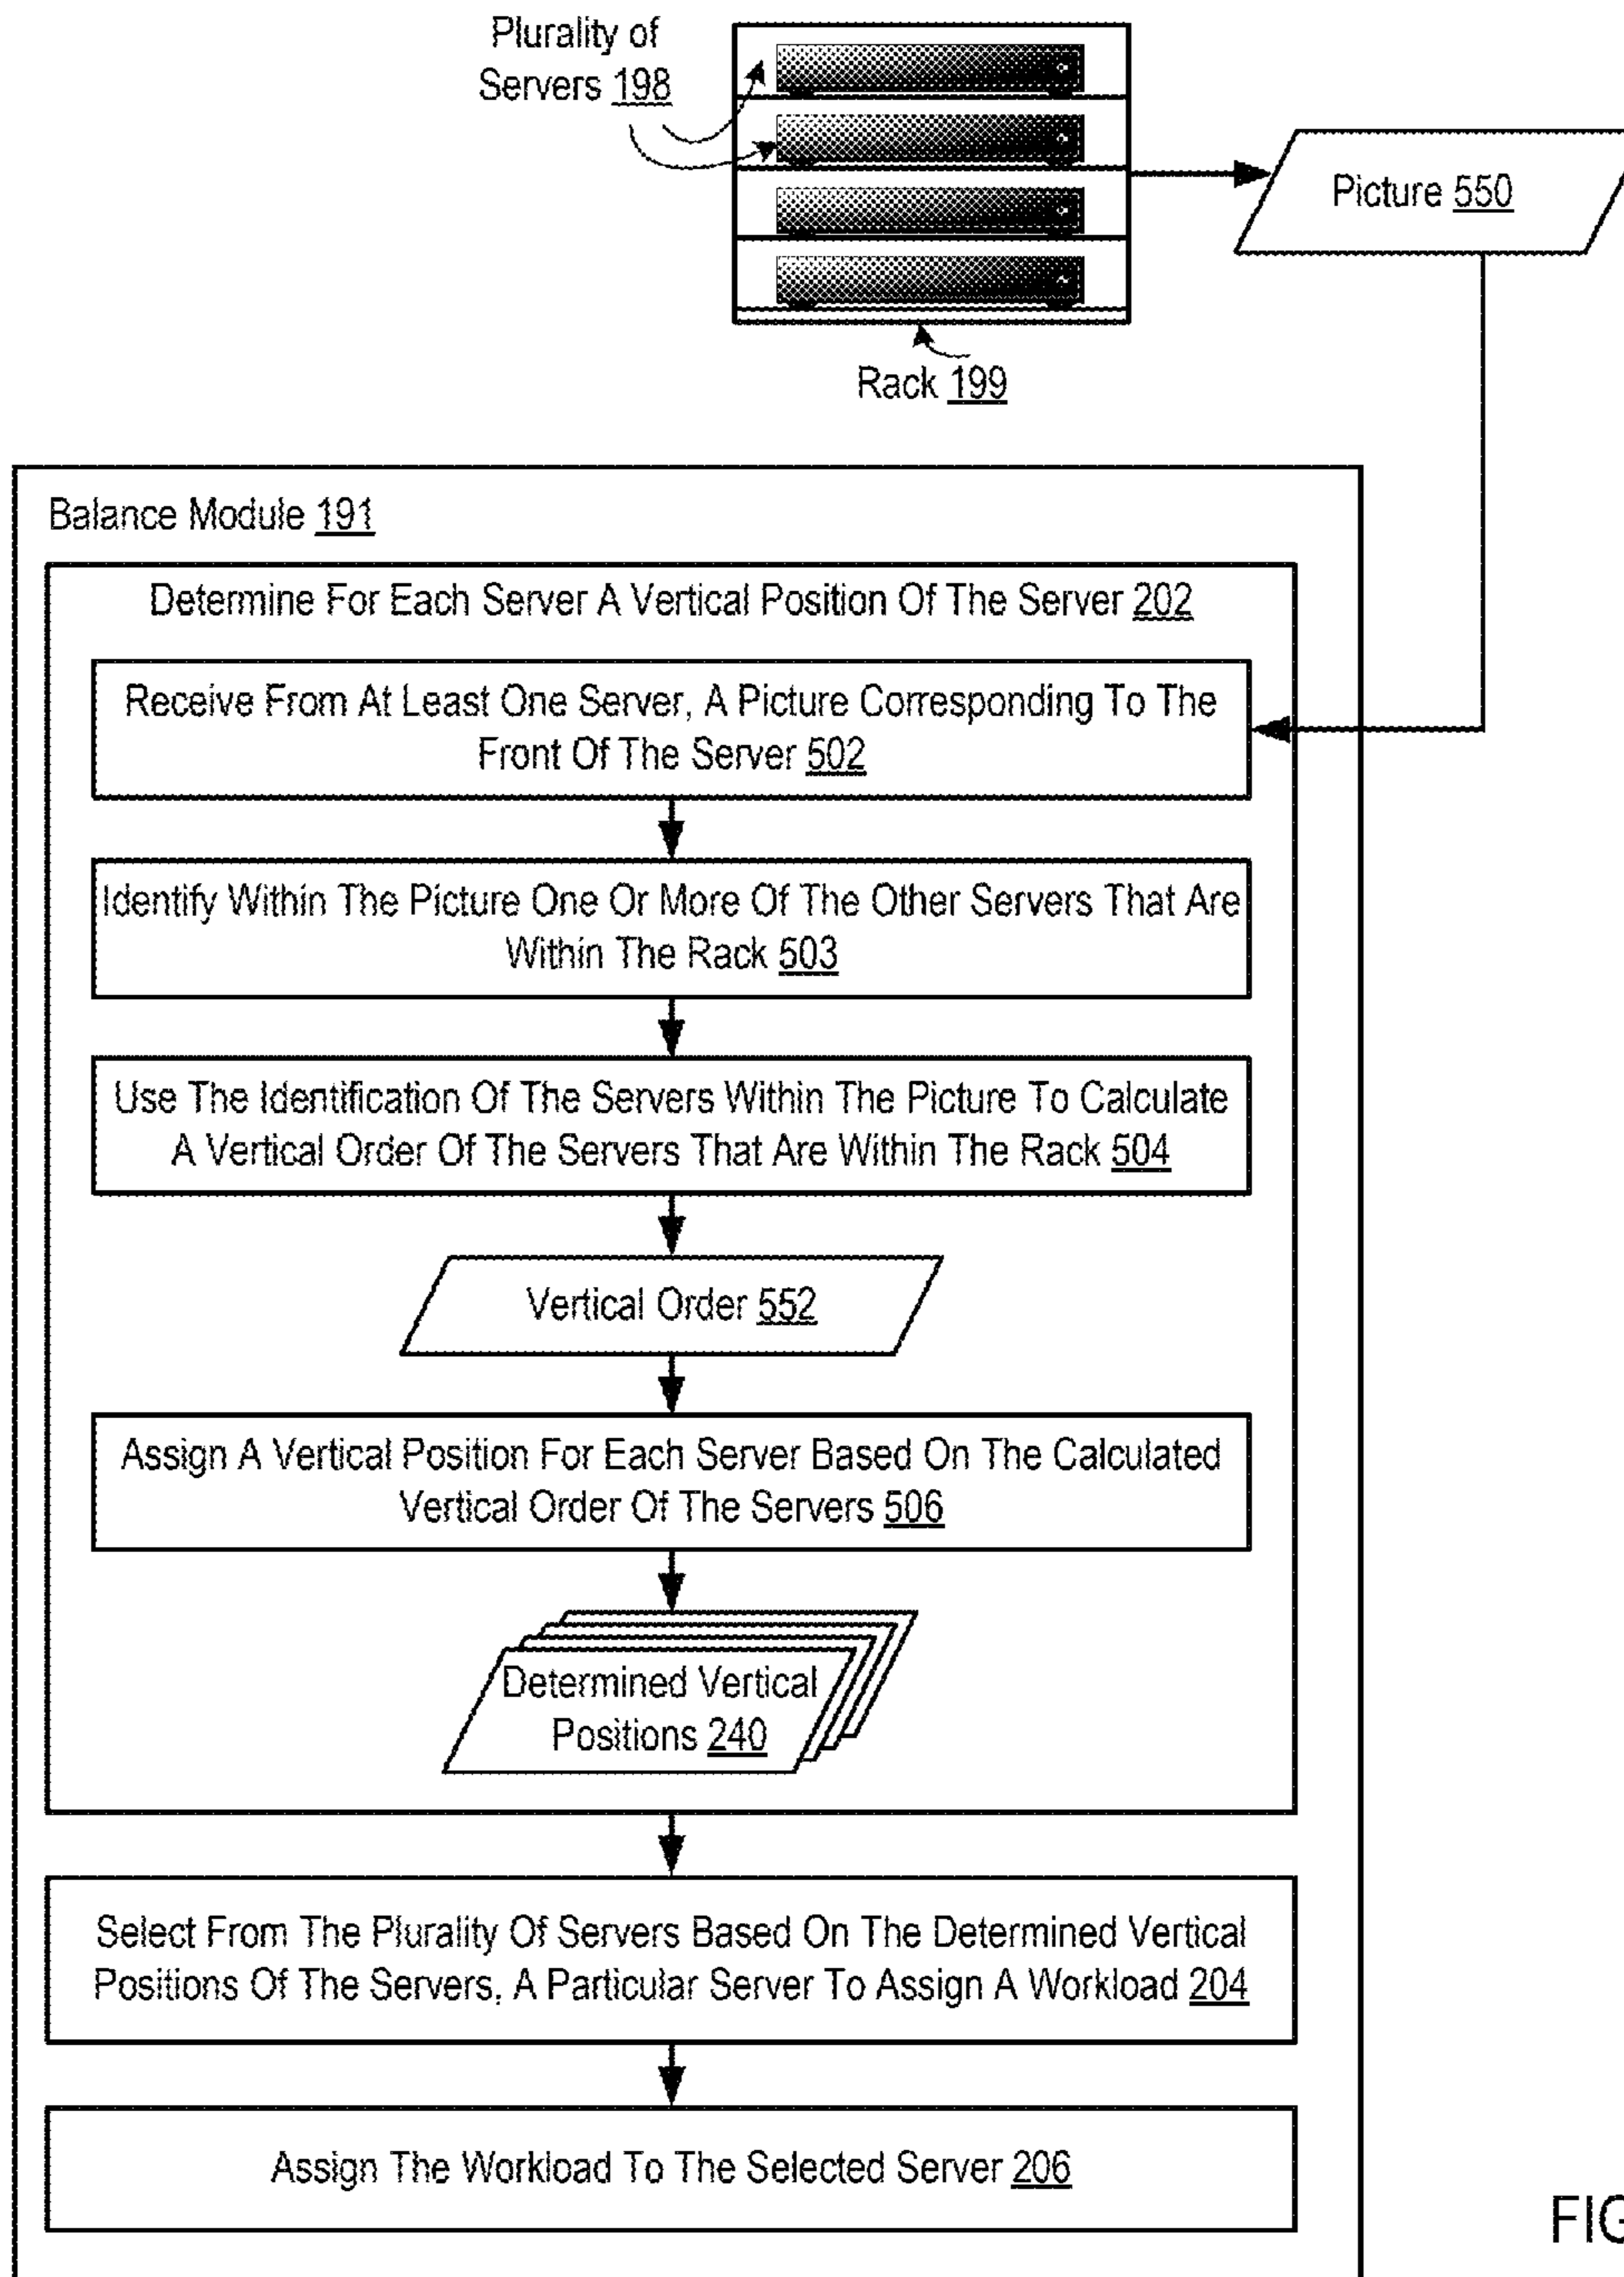 Plurality of
Servers 198
Picture 550
Rack 199
Balance Module 191
Determine For Each Server A Vertical Position Of The Server 202
Receive From At Least One Server, A Picture Corresponding To The
Front Of The Server 502
Identify Within The Picture One Or More Of The Other Servers That Are
Within The Rack 503
Use The Identification Of The Servers Within The Picture To Calculate
A Vertical Order Of The Servers That Are Within The Rack 504
Vertical Order 552
Assign A Vertical Position For Each Server Based On The Calculated
Vertical Order Of The Servers 506
Determined Vertical
Positions 240
Select From The Plurality Of Servers Based On The Determined Vertical
Positions Of The Servers, A Particular Server To Assign A Workload 204
Assign The Workload To The Selected Server 206
FIG